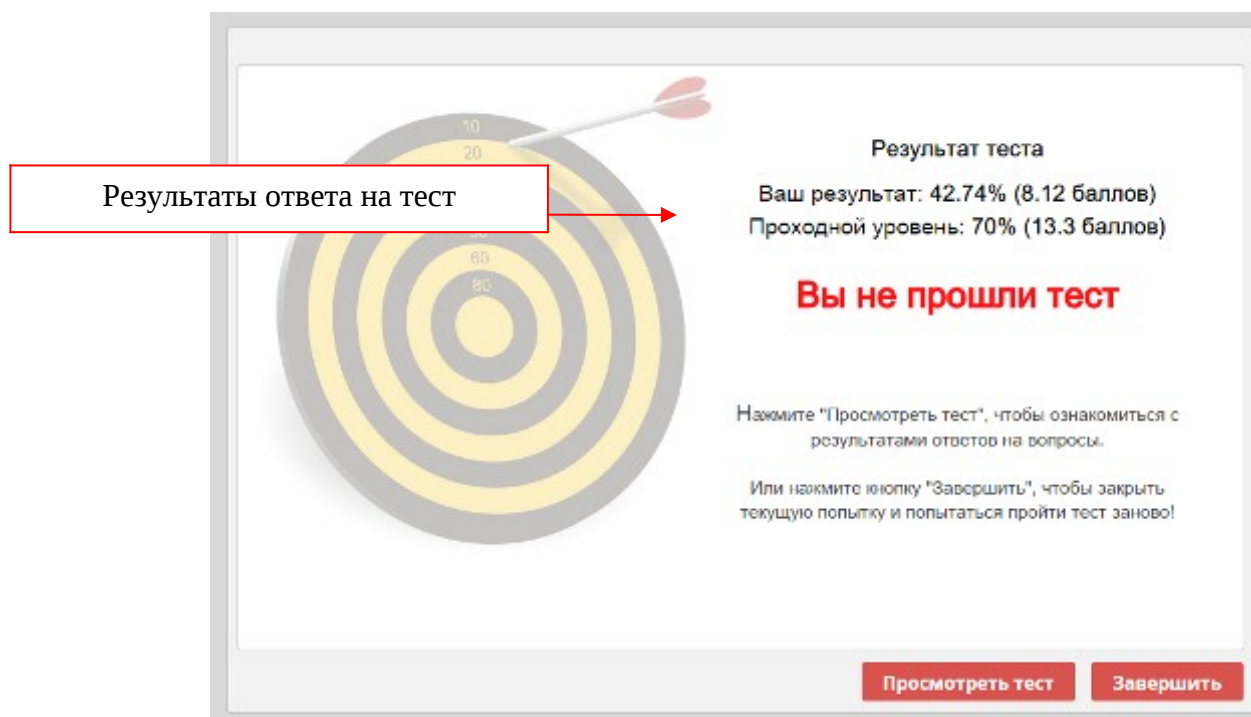 10
20
Результаты ответа на тест
60
80
Результат теста
Ваш результат: 42.74% (8.12 баллов)
Проходной уровень: 70% (13.3 баллов)
Вы не прошли тест
Нажмите "Просмотреть тест", чтобы ознакомиться с
результатами ответов на вопросы.
Или нажмите кнопку "Завершить", чтобы закрыть
текущую попытку и попытаться пройти тест заново!
Просмотреть тест
Завершить